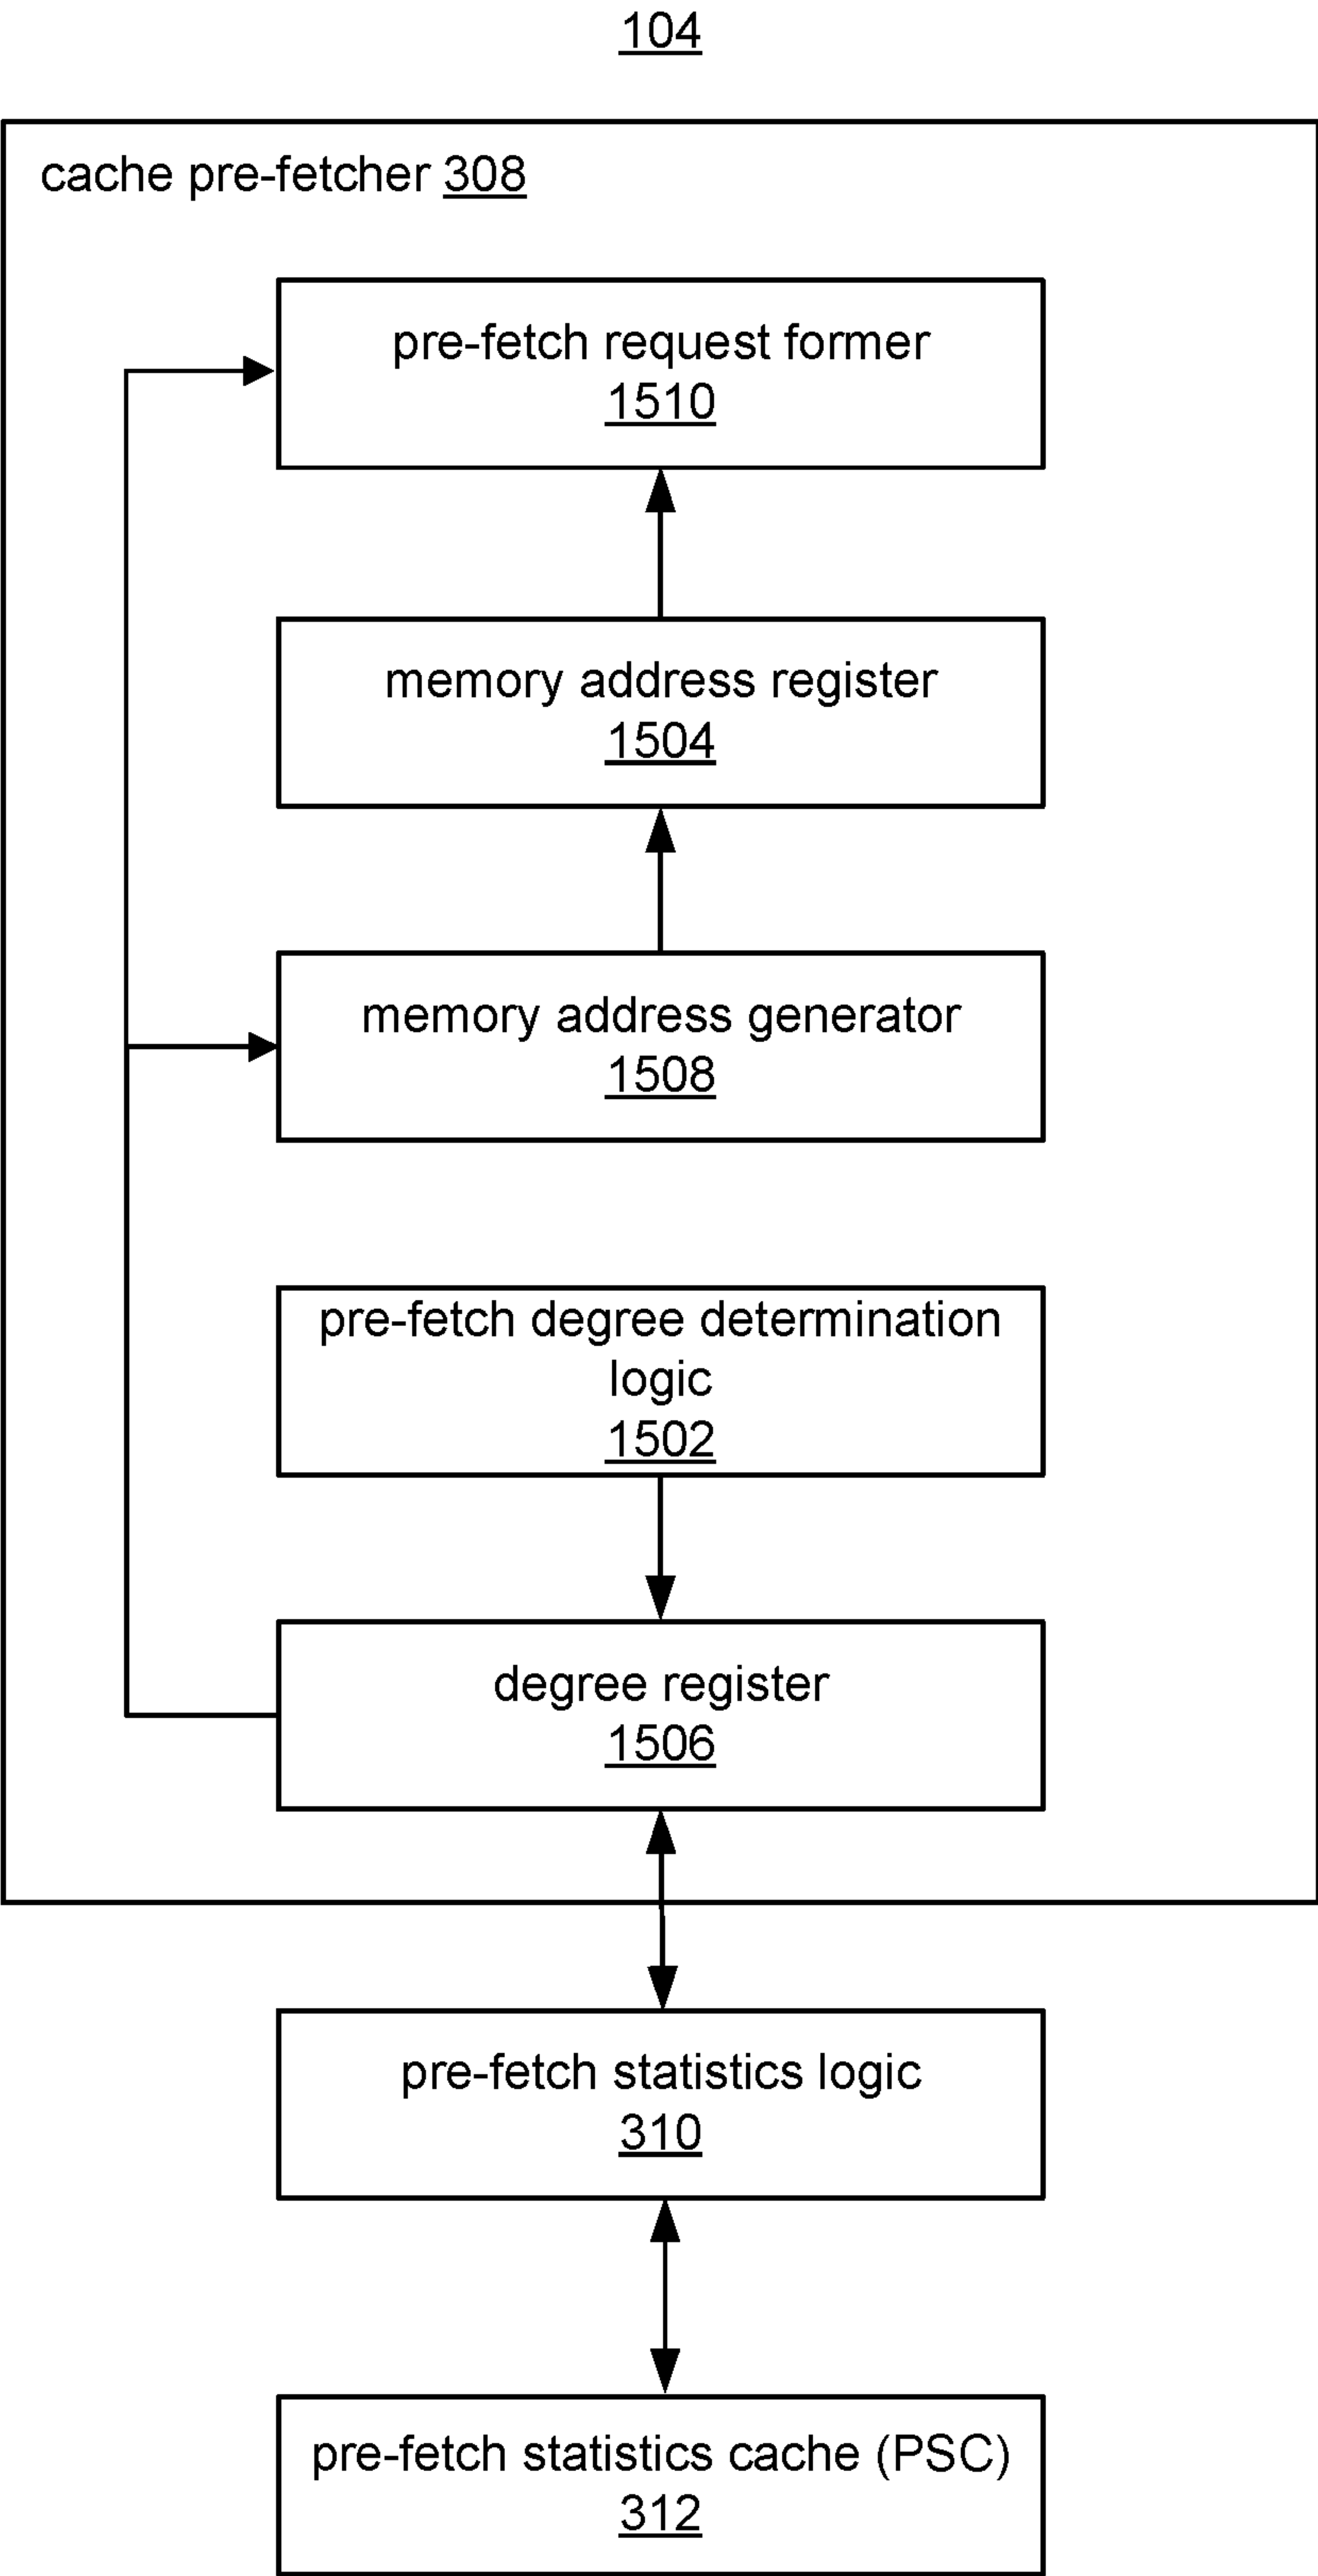 104
cache pre-fetcher 308
pre-fetch request former
1510
memory address register
1504
memory address generator
1508
pre-fetch degree determination
logic
1502
degree register
1506
pre-fetch statistics logic
310
pre-fetch statistics cache (PSC)
312